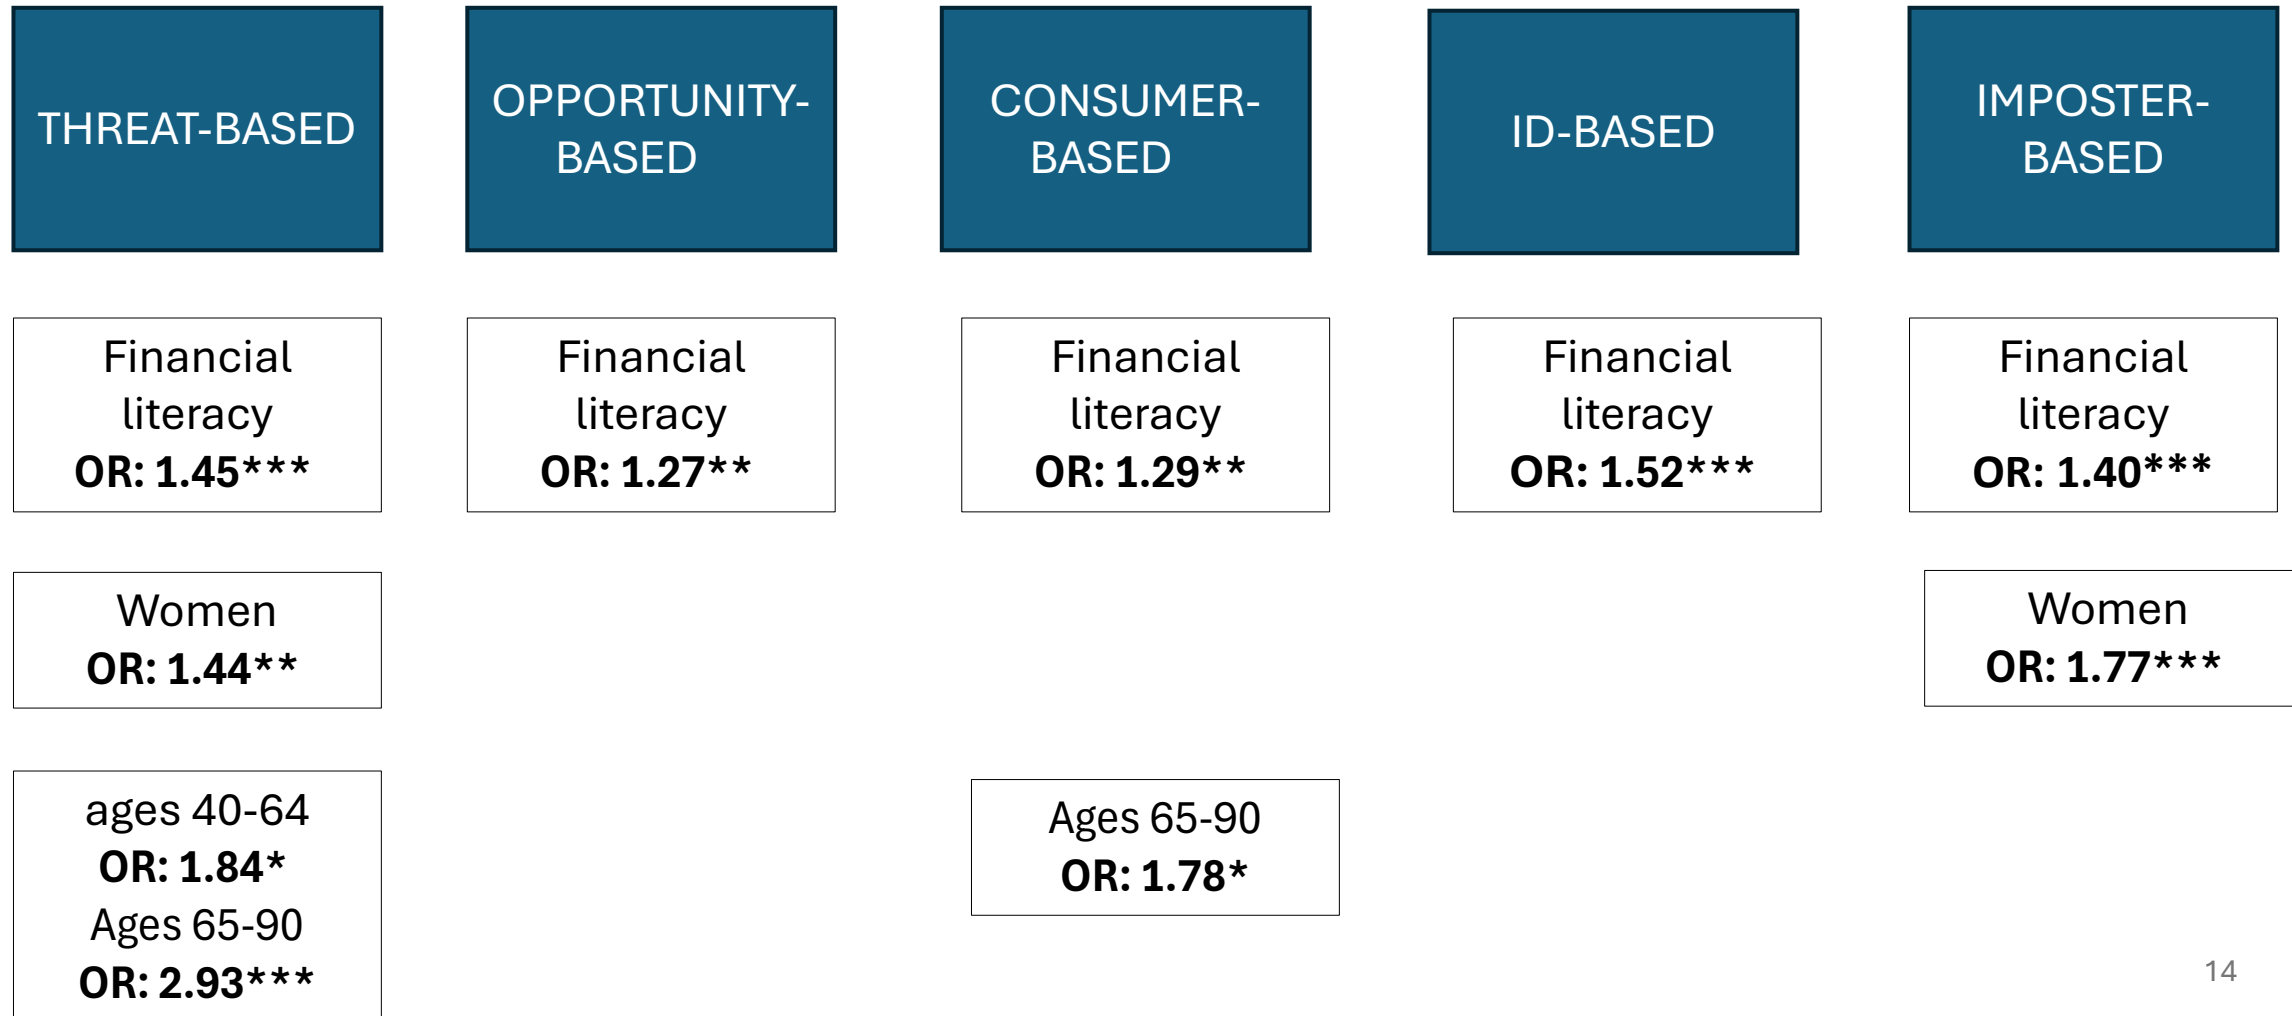 THREAT-BASED
OPPORTUNITY-
BASED
CONSUMER-
BASED
ID-BASED
IMPOSTER-
BASED
Financial
literacy
OR: 1.45***
Financial
literacy
OR: 1.27**
Financial
literacy
OR: 1.29**
Financial
literacy
OR: 1.52***
Financial
literacy
OR: 1.40***
Women
OR: 1.44**
Women
OR: 1.77***
ages 40-64
OR: 1.84*
Ages 65-90
OR: 2.93***
Ages 65-90
OR: 1.78*
14